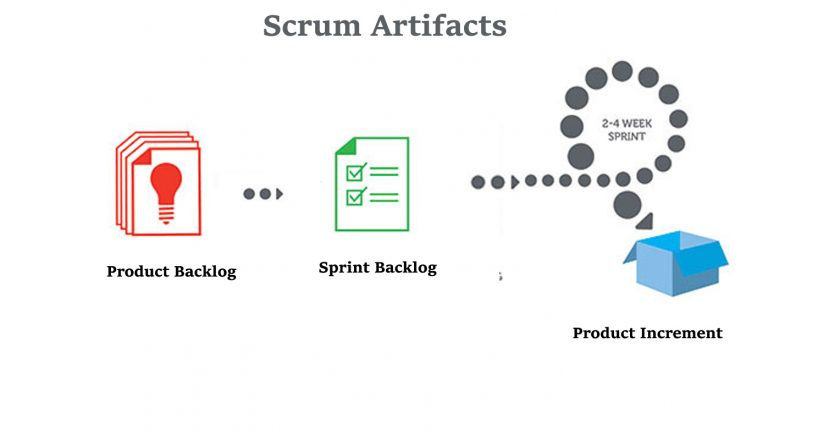 Scrum Artifacts
2-4 WEEK
SPRINT
Product Backlog
Sprint Backlog
Product Increment